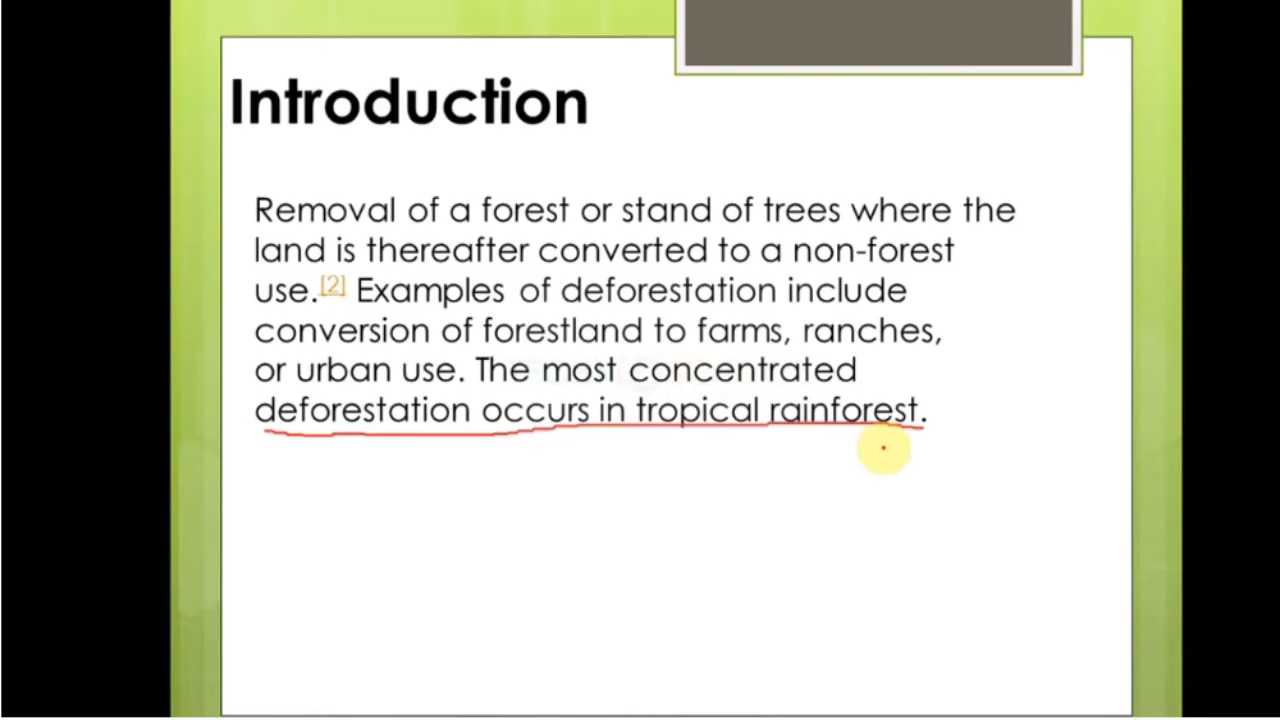 Introduction
Removal of a forest or stand of trees where the
land is thereafter converted to a non-forest
use.[2] Examples of deforestation include
conversion of forestland to farms, ranches,
or urban use. The most concentrated
deforestation occurs in tropical rainforest.